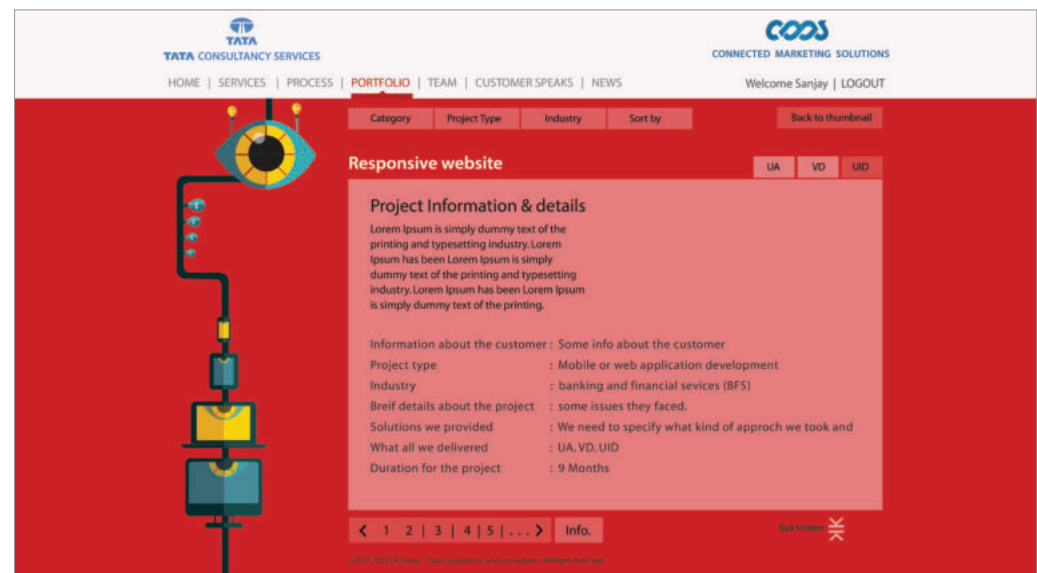 TATA
TATA CONSULTANCY SERVICES
CONNECTED MARKETING SOLUTIONS
HOME | SERVICES | PROCESS | PORTFOLIO | TEAM | CUSTOMER SPEAKS | NEWS
Welcome Sanjay | LOGOUT
Category Project Type Industry Sort by
Back to thumbnail
Responsive website
UA VD UID
Project Information & details
Lorem Ipsum is simply dummy text of the
printing and typesetting industry. Lorem
Ipsum has been Lorem Ipsum is simply
dummy text of the printing and typesetting
industry. Lorem Ipsum has been Lorem Ipsum
is simply dummy text of the printing.
Information about the customer : Some info about the customer
Project type : Mobile or web application development
Industry : banking and financial sevices (BFS)
Breif details about the project : some issues they faced.
Solutions we provided : We need to specify what kind of approch we took and
What all we delivered : UA. VD. UID
Duration for the project : 9 Months
< 1 2 | 3 | 4 | 5 | . . . > Info.
Back to Home
| Tata Consultancy Services Limited. | All Rights Reserved